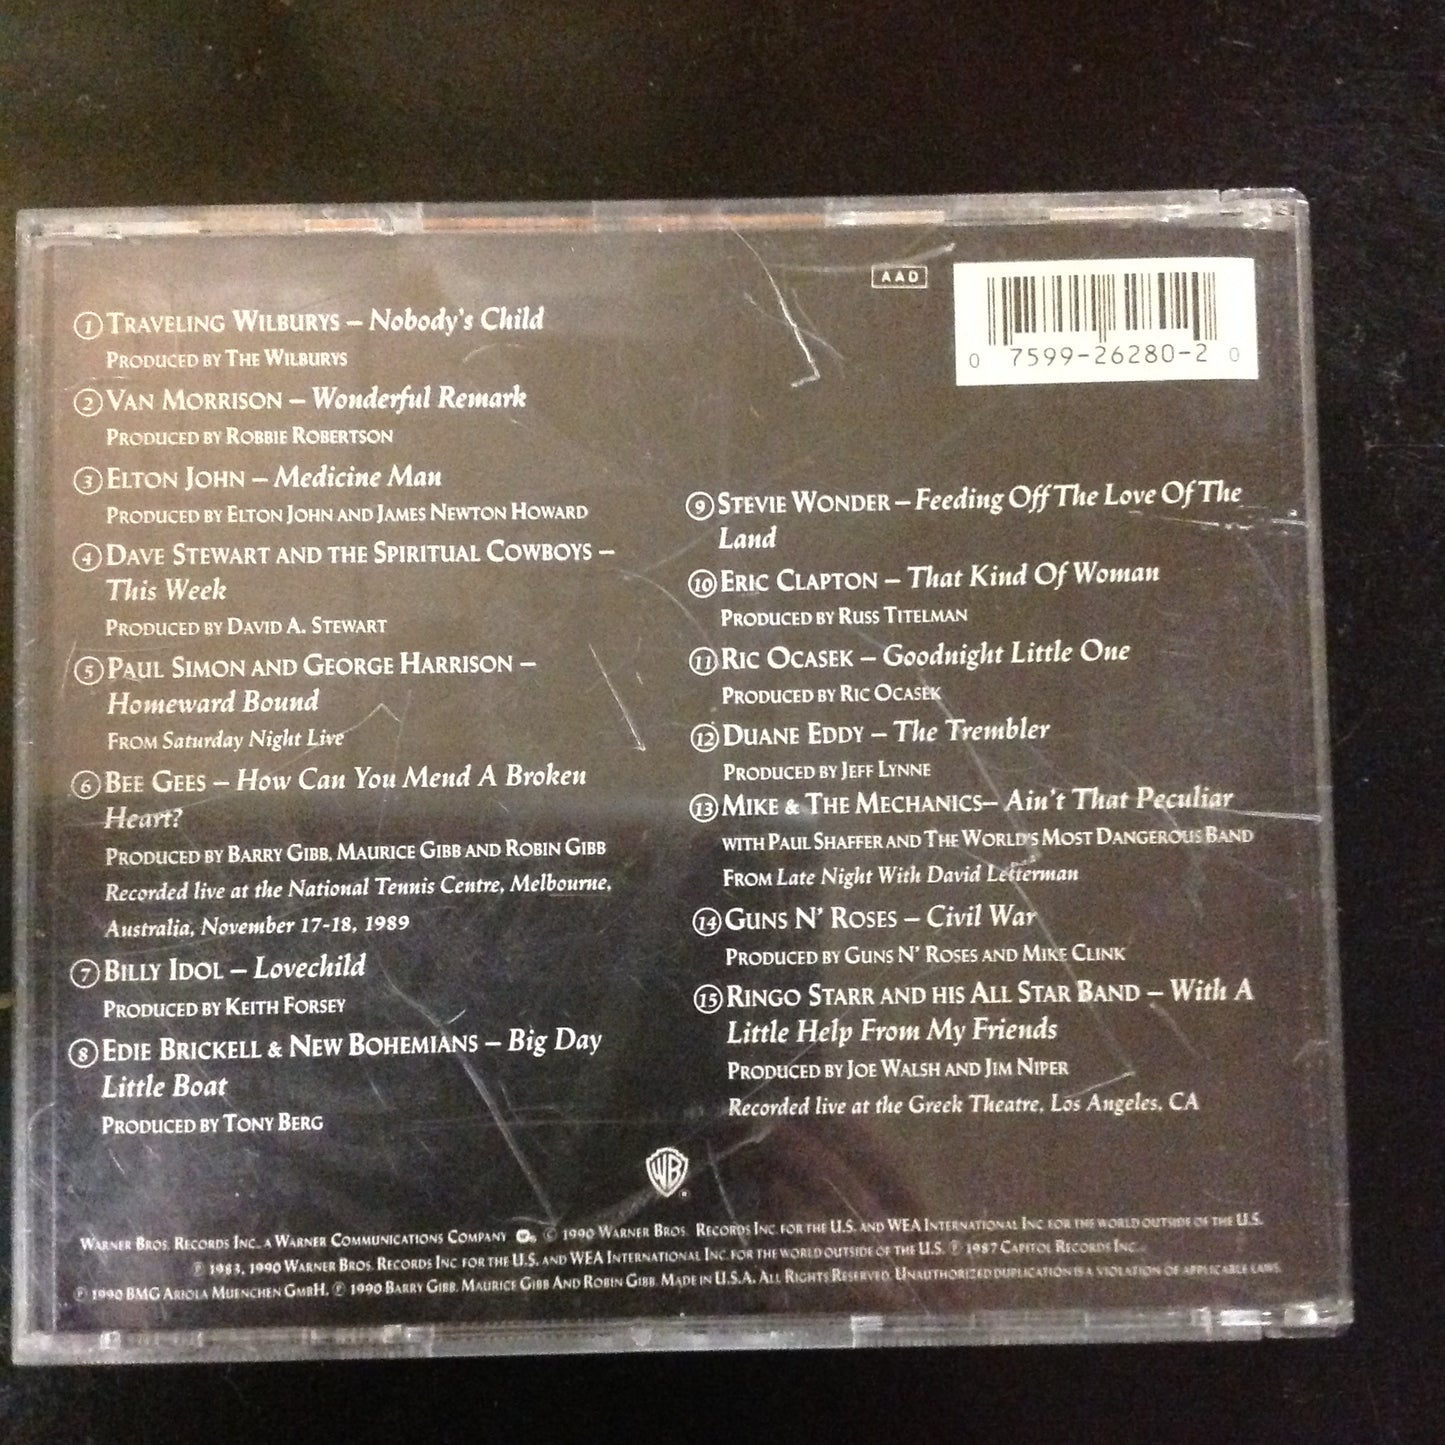 ① Traveling Wilburys – Nobody's Child
Produced by The Wilburys
② Van Morrison – Wonderful Remark
Produced by Robbie Robertson
③ Elton John – Medicine Man
Produced by Elton John and James Newton Howard
④ Dave Stewart and the Spiritual Cowboys –
This Week
Produced by David A. Stewart
⑤ Paul Simon and George Harrison –
Homeward Bound
From Saturday Night Live
⑥ Bee Gees – How Can You Mend A Broken
Heart?
Produced by Barry Gibb, Maurice Gibb and Robin Gibb
Recorded live at the National Tennis Centre, Melbourne,
Australia, November 17-18, 1989
⑦ Billy Idol – Lovechild
Produced by Keith Forsey
⑧ Edie Brickell & New Bohemians – Big Day
Little Boat
Produced by Tony Berg
AAD
0 7599-26280-2 0
⑨ Stevie Wonder – Feeding Off The Love Of The
Land
⑩ Eric Clapton – That Kind Of Woman
Produced by Russ Titelman
⑪ Ric Ocasek – Goodnight Little One
Produced by Ric Ocasek
⑫ Duane Eddy – The Trembler
Produced by Jeff Lynne
⑬ Mike & The Mechanics– Ain't That Peculiar
with Paul Shaffer and The World's Most Dangerous Band
From Late Night With David Letterman
⑭ Guns N' Roses – Civil War
Produced by Guns N' Roses and Mike Clink
⑮ Ringo Starr and his All Star Band – With A
Little Help From My Friends
Produced by Joe Walsh and Jim Niper
Recorded live at the Greek Theatre, Los Angeles, CA
WB ®
Warner Bros. Records Inc., a Warner Communications Company © 1990 Warner Bros. Records Inc. for the U.S. and WEA International Inc. for the world outside of the U.S.
℗ 1983, 1990 Warner Bros. Records Inc. for the U.S. and WEA International Inc. for the world outside of the U.S. ℗ 1987 Capitol Records Inc.
℗ 1990 BMG Ariola Muenchen GmbH. ℗ 1990 Barry Gibb, Maurice Gibb and Robin Gibb. Made in U.S.A. All Rights Reserved. Unauthorized duplication is a violation of applicable laws.